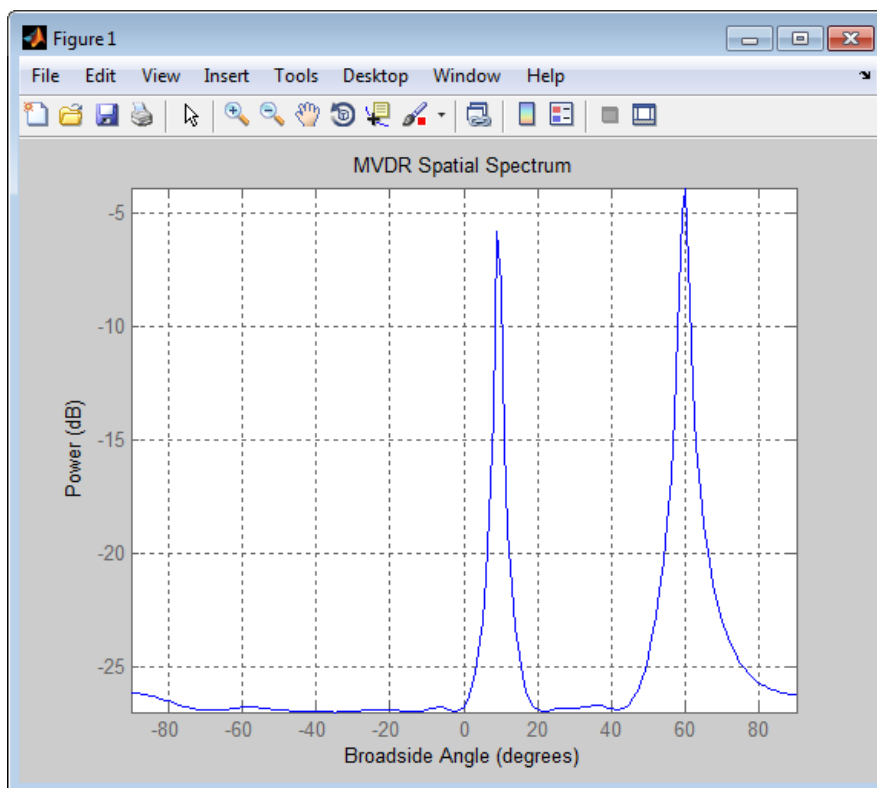 Figure 1
File Edit View Insert Tools Desktop Window Help
MVDR Spatial Spectrum
-5
-10
-15
-20
-25
Power (dB)
-80 -60 -40 -20 0 20 40 60 80
Broadside Angle (degrees)